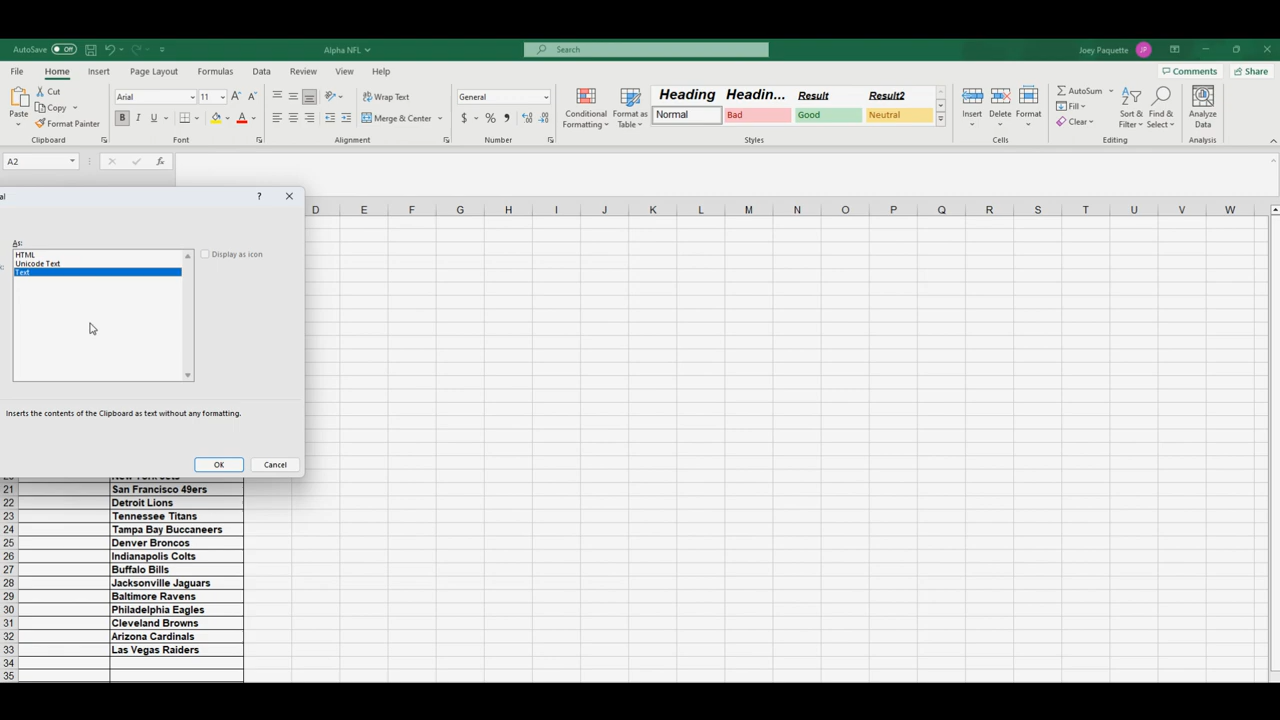 AutoSave Off Alpha NFL Search Joey Paquette JP
File Home Insert Page Layout Formulas Data Review View Help Comments Share
Cut
Copy
Format Painter
Paste
Arial 11
B I U
Wrap Text
Merge & Center
General
$ % ,
Conditional Formatting
Format as Table
Heading Headin... Result Result2
Normal Bad Good Neutral
Insert Delete Format
AutoSum
Fill
Clear
Sort & Filter
Find & Select
Analyze Data
Clipboard Font Alignment Number Styles Cells Editing Analysis
A2 fx
al ? 
D E F G H I J K L M N O P Q R S T U V W
As:
HTML
Unicode Text
Text
Display as icon
Inserts the contents of the Clipboard as text without any formatting.
OK Cancel
21 San Francisco 49ers
22 Detroit Lions
23 Tennessee Titans
24 Tampa Bay Buccaneers
25 Denver Broncos
26 Indianapolis Colts
27 Buffalo Bills
28 Jacksonville Jaguars
29 Baltimore Ravens
30 Philadelphia Eagles
31 Cleveland Browns
32 Arizona Cardinals
33 Las Vegas Raiders
34
35